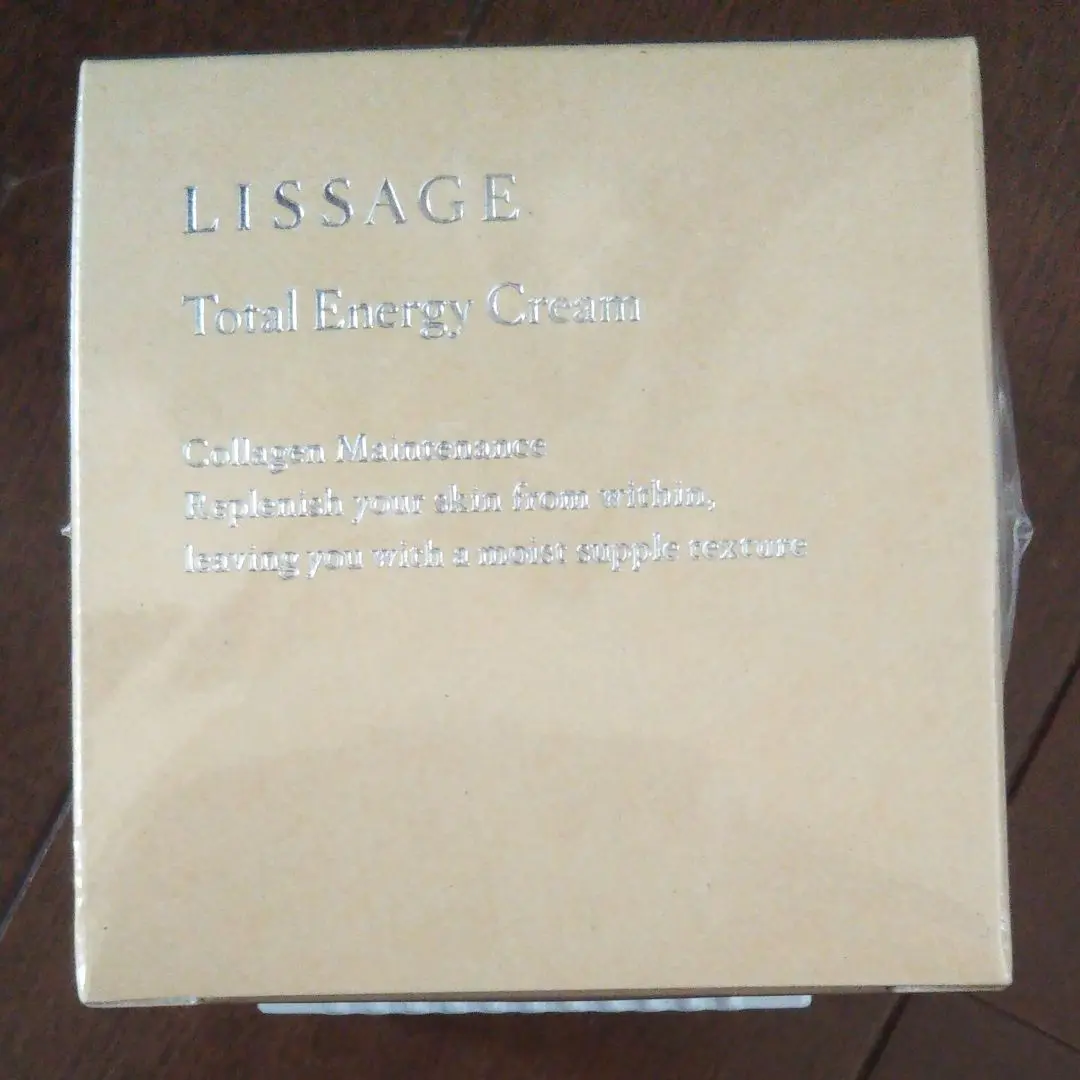 LISSAGE
Total Energy Cream
Collagen Maintenance
Replenish your skin from within,
leaving you with a moist supple texture